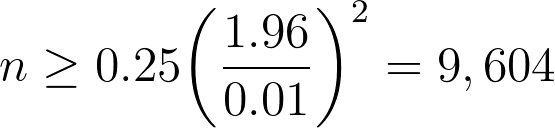 n ≥ 0.25(1.96/0.01)² = 9,604